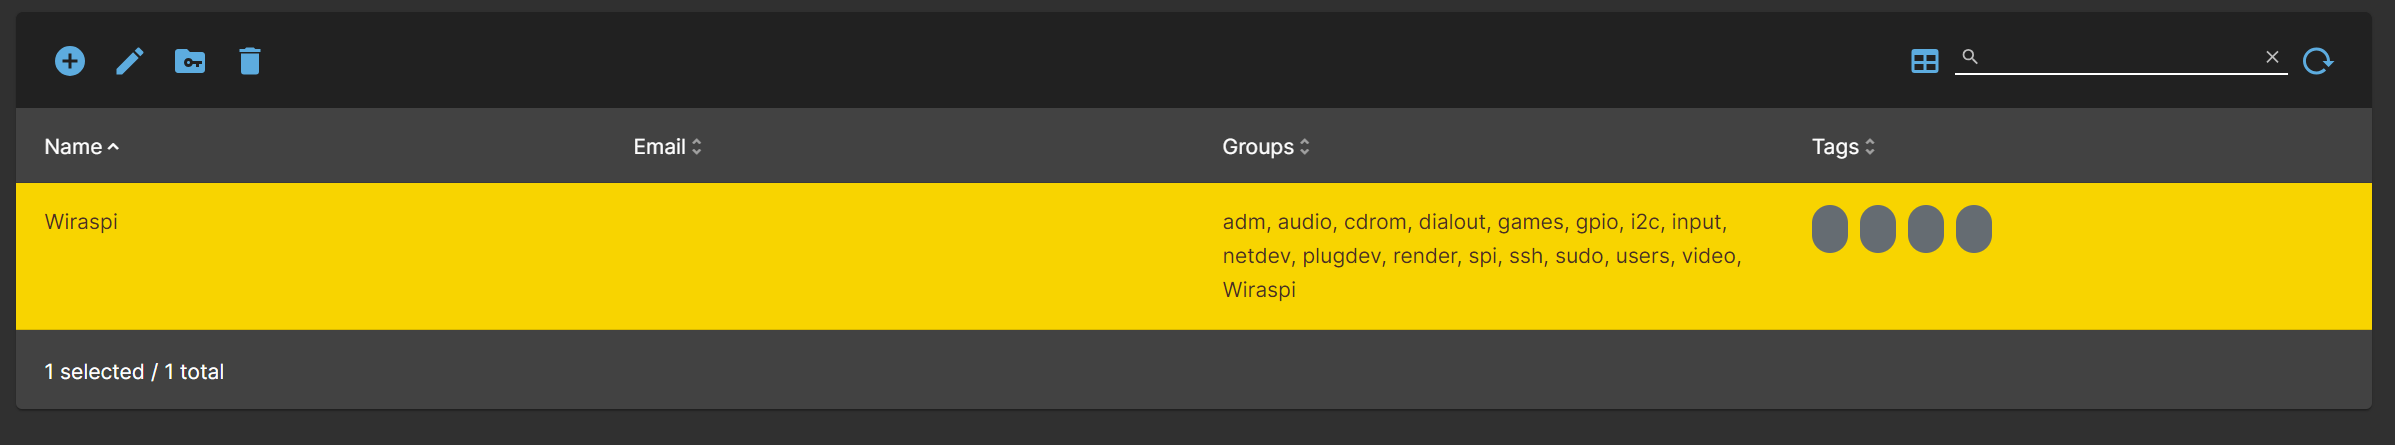 Name
Email
Groups
Tags
Wiraspi
adm, audio, cdrom, dialout, games, gpio, i2c, input,
netdev, plugdev, render, spi, ssh, sudo, users, video,
Wiraspi
1 selected / 1 total